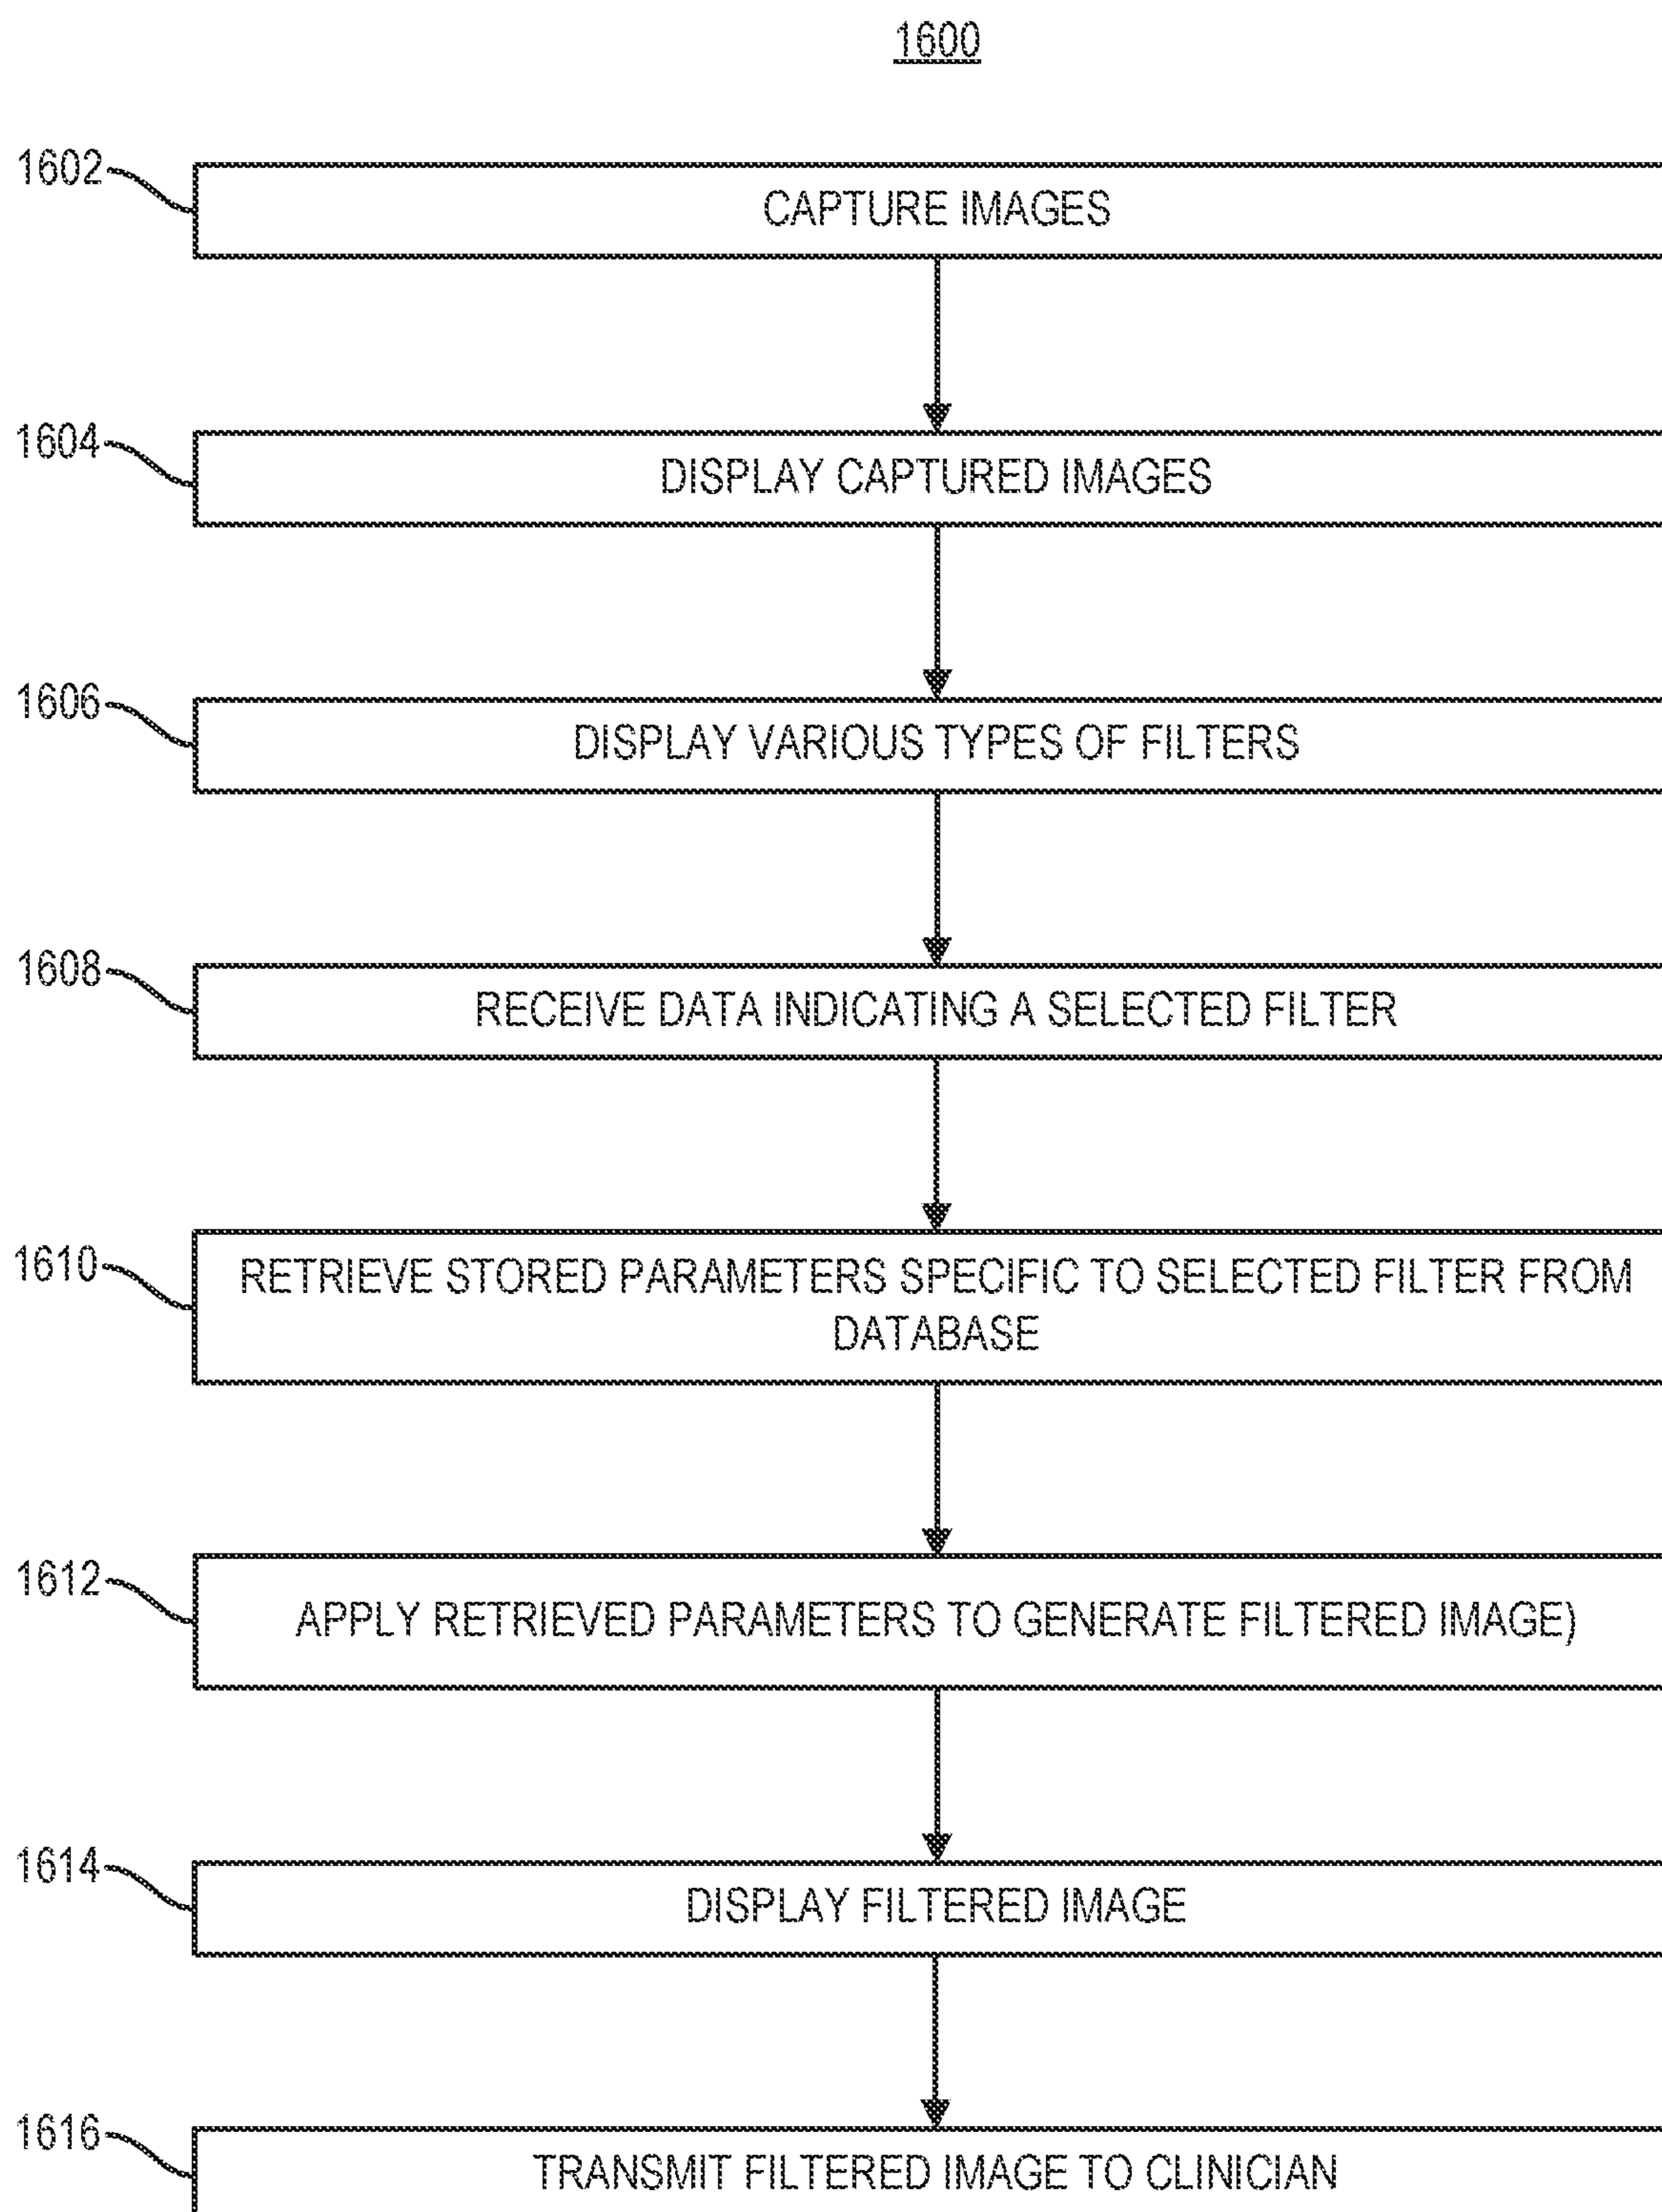 1600
1602
CAPTURE IMAGES
1604
DISPLAY CAPTURED IMAGES
1606
DISPLAY VARIOUS TYPES OF FILTERS
1608
RECEIVE DATA INDICATING A SELECTED FILTER
1610
RETRIEVE STORED PARAMETERS SPECIFIC TO SELECTED FILTER FROM
DATABASE
1612
APPLY RETRIEVED PARAMETERS TO GENERATE FILTERED IMAGE)
1614
DISPLAY FILTERED IMAGE
1616
TRANSMIT FILTERED IMAGE TO CLINICIAN